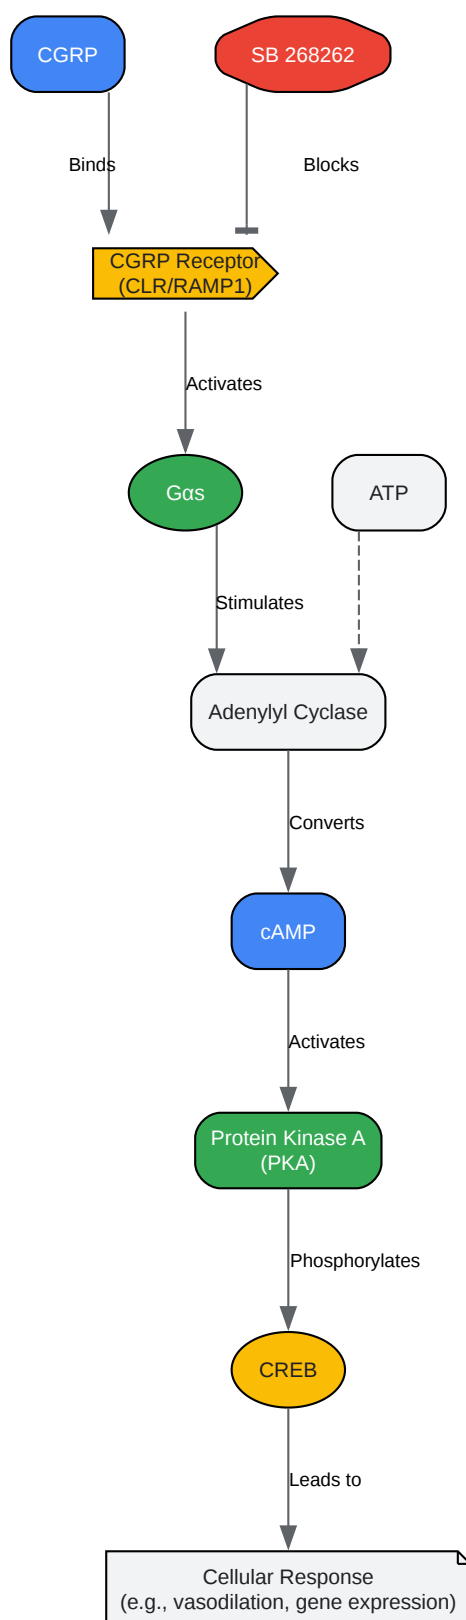 CGRP
SB 268262
Binds
Blocks
CGRP Receptor
(CLR/RAMP1)
Activates
Gαs
ATP
Stimulates
Adenylyl Cyclase
Converts
cAMP
Activates
Protein Kinase A
(PKA)
Phosphorylates
CREB
Leads to
Cellular Response
(e.g., vasodilation, gene expression)